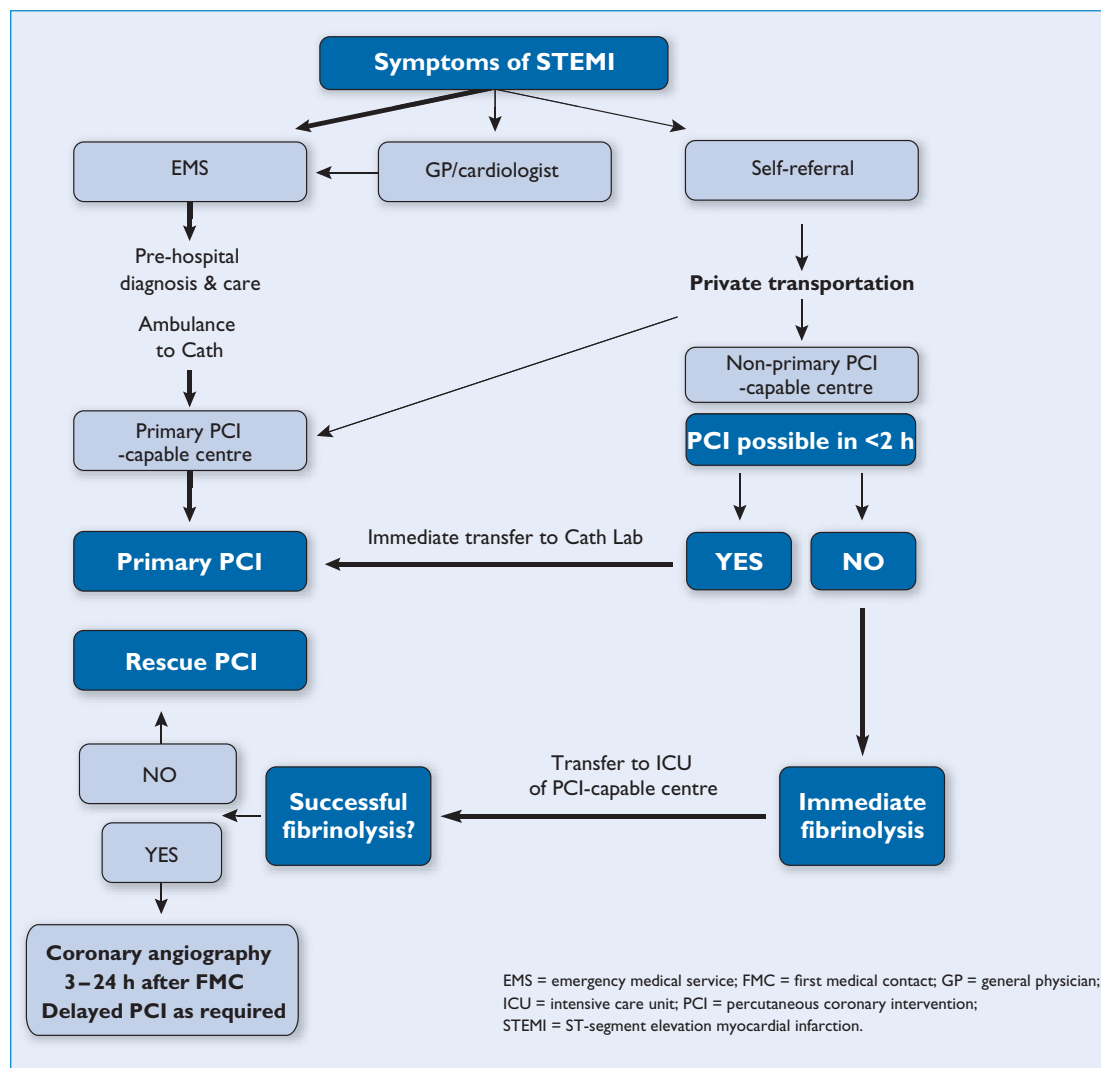 Symptoms of STEMI
EMS
GP/cardiologist
Self-referral
Pre-hospital
diagnosis & care
Private transportation
Ambulance
to Cath
Non-primary PCI
-capable centre
Primary PCI
-capable centre
PCI possible in <2 h
Immediate transfer to Cath Lab
Primary PCI
YES
NO
Rescue PCI
NO
Transfer to ICU
of PCI-capable centre
Successful
fibrinolysis?
Immediate
fibrinolysis
YES
Coronary angiography
3–24 h after FMC
Delayed PCI as required
EMS = emergency medical service; FMC = first medical contact; GP = general physician;
ICU = intensive care unit; PCI = percutaneous coronary intervention;
STEMI = ST-segment elevation myocardial infarction.